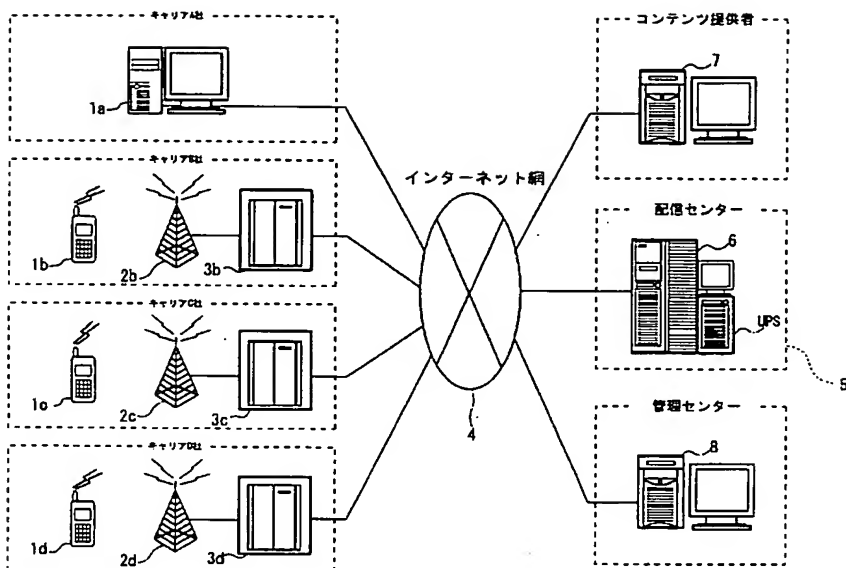 キャリアA社
1a
キャリアB社
1b
2b
3b
キャリアC社
1c
2c
3c
キャリアD社
1d
2d
3d
インターネット網
4
コンテンツ提供者
7
配信センター
6
UPS
5
管理センター
8